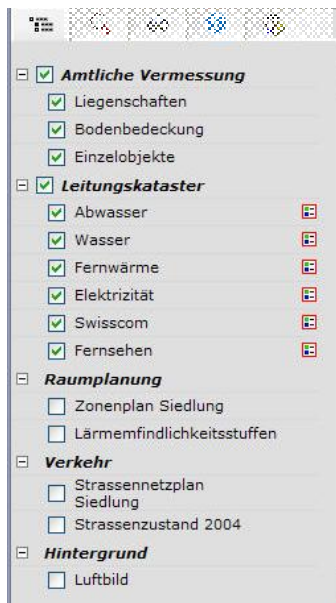 Amtliche Vermessung
Liegenschaften
Bodenbedeckung
Einzelobjekte
Leitungskataster
Abwasser
Wasser
Fernwärme
Elektrizität
Swisscom
Fernsehen
Raumplanung
Zonenplan Siedlung
Lärmemfindlichkeitsstuffen
Verkehr
Strassennetzplan
Siedlung
Strassenzustand 2004
Hintergrund
Luftbild